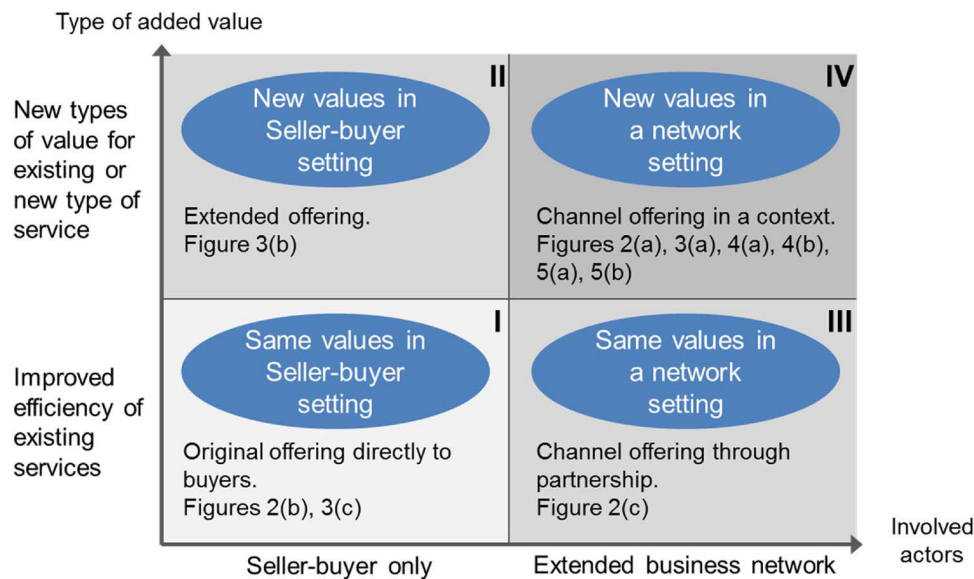 Type of added value
New types
of value for
existing or
new type of
service
II
New values in
Seller-buyer
setting
Extended offering.
Figure 3(b)
IV
New values in
a network
setting
Channel offering in a context.
Figures 2(a), 3(a), 4(a), 4(b),
5(a), 5(b)
Improved
efficiency of
existing
services
I
Same values in
Seller-buyer
setting
Original offering directly to
buyers.
Figures 2(b), 3(c)
III
Same values in
a network
setting
Channel offering through
partnership.
Figure 2(c)
Seller-buyer only
Extended business network
Involved
actors